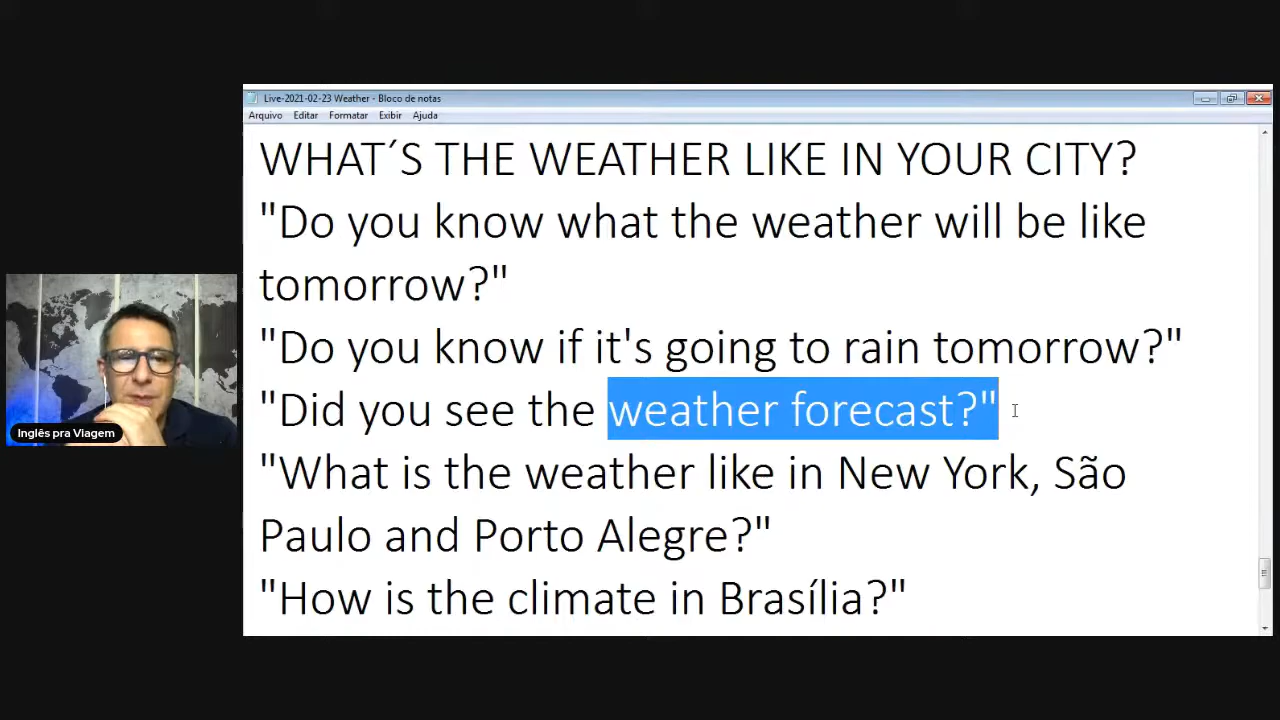 Live-2021-02-23 Weather - Bloco de notas
Arquivo Editar Formatar Exibir Ajuda
WHAT´S THE WEATHER LIKE IN YOUR CITY?
"Do you know what the weather will be like
tomorrow?"
"Do you know if it's going to rain tomorrow?"
"Did you see the weather forecast?"
"What is the weather like in New York, São
Paulo and Porto Alegre?"
"How is the climate in Brasília?"
Inglês pra Viagem